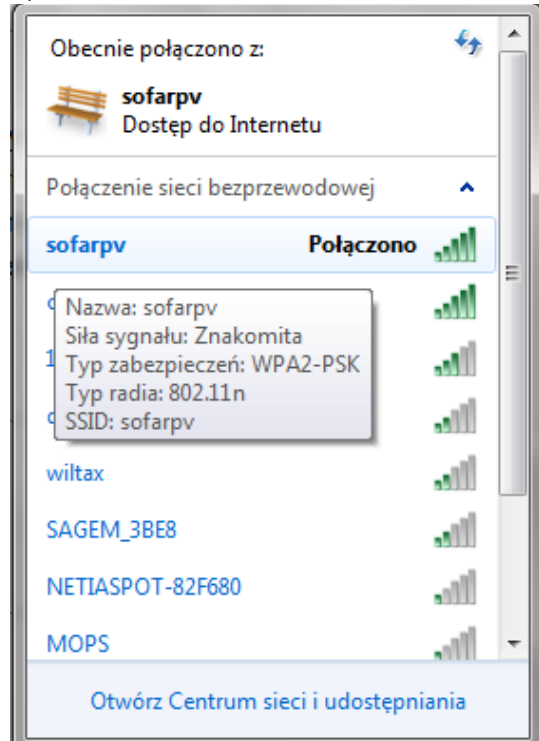 Obecnie połączono z:
sofarpv
Dostęp do Internetu
Połączenie sieci bezprzewodowej
sofarpv Połączono
Nazwa: sofarpv
Siła sygnału: Znakomita
Typ zabezpieczeń: WPA2-PSK
Typ radia: 802.11n
SSID: sofarpv
wiltax
SAGEM_3BE8
NETIASPOT-82F680
MOPS
Otwórz Centrum sieci i udostępniania